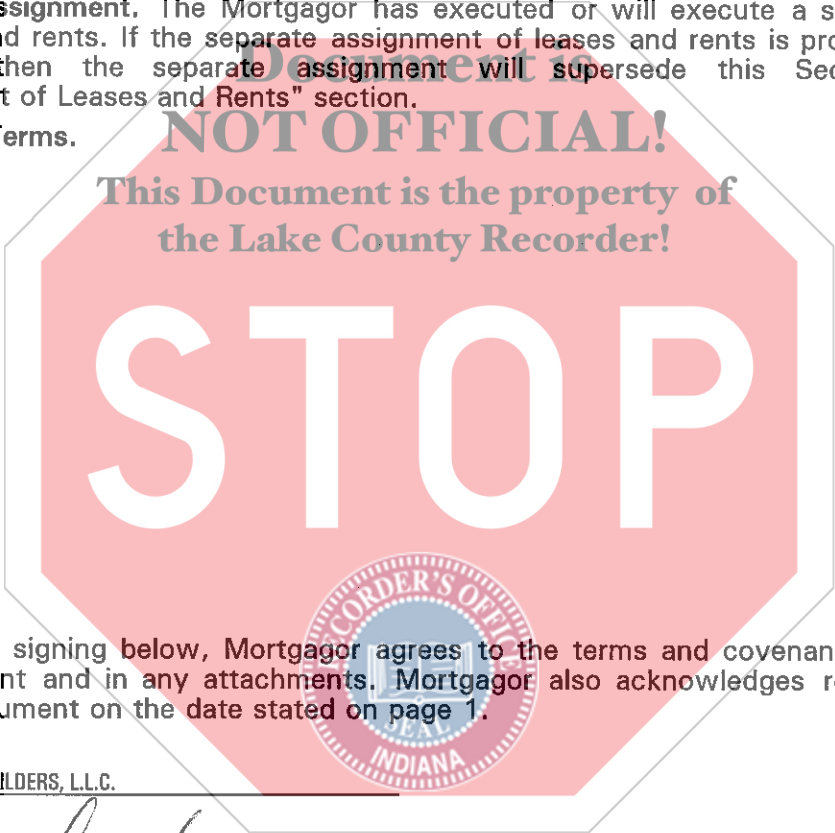 ssignment. The Mortgagor has executed or will execute a s
d rents. If the separate assignment of leases and rents is pro
then the separate assignment will supersede this Sec
t of Leases and Rents" section.
Terms.
Document is
NOT OFFICIAL!
This Document is the property of
the Lake County Recorder!
STOP
RECORDER'S OFFICE
SEAL
INDIANA
signing below, Mortgagor agrees to the terms and covenan
nt and in any attachments. Mortgagor also acknowledges r
ument on the date stated on page 1.
ILDERS, L.L.C.